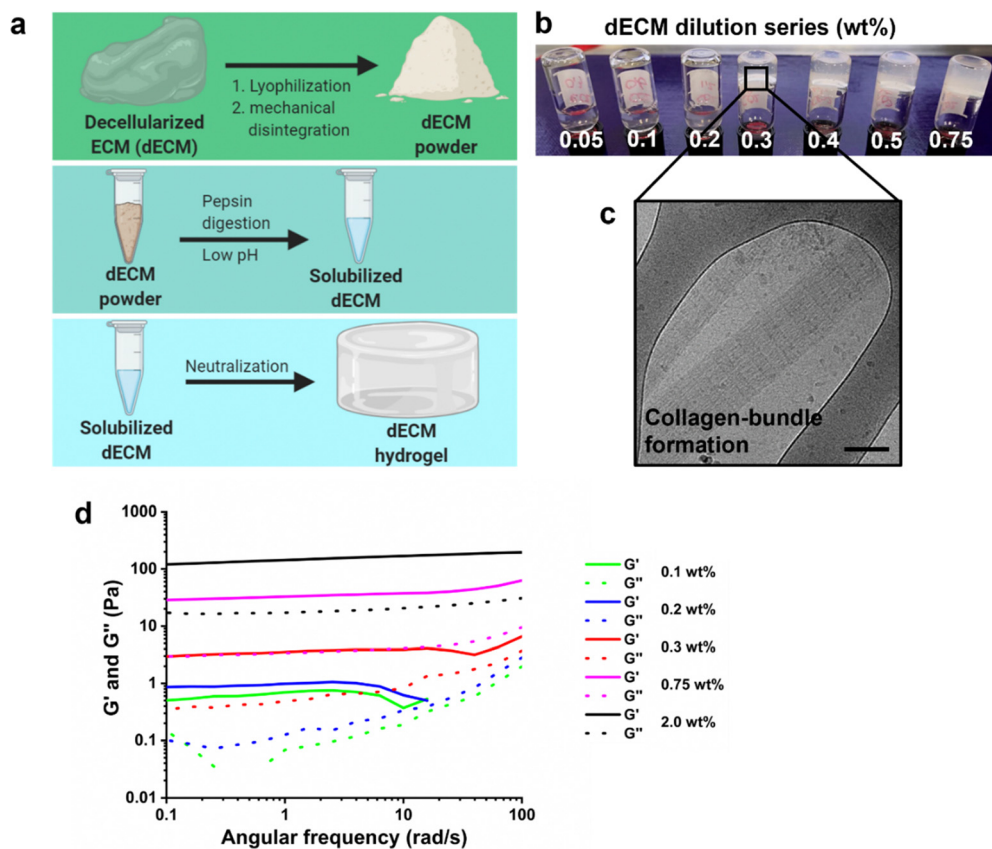 a
Decellularized
ECM (dECM)
1. Lyophilization
2. mechanical
disintegration
dECM
powder
dECM
powder
Pepsin
digestion
Low pH
Solubilized
dECM
Solubilized
dECM
Neutralization
dECM
hydrogel
b
dECM dilution series (wt%)
0.05 0.1 0.2 0.3 0.4 0.5 0.75
c
Collagen-bundle
formation
d
G' and G'' (Pa)
1000
100
10
1
0.1
0.01
0.1 1 10 100
Angular frequency (rad/s)
G'
G''
0.1 wt%
G'
G''
0.2 wt%
G'
G''
0.3 wt%
G'
G''
0.75 wt%
G'
G''
2.0 wt%